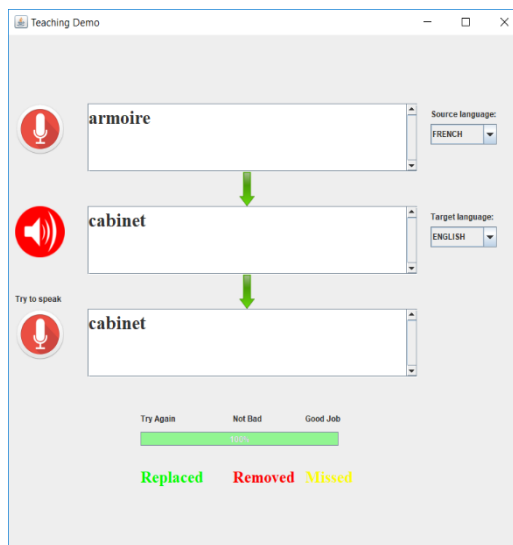 Teaching Demo
armoire
Source language:
FRENCH
cabinet
Target language:
ENGLISH
Try to speak
cabinet
Try Again Not Bad Good Job
100%
Replaced Removed Missed